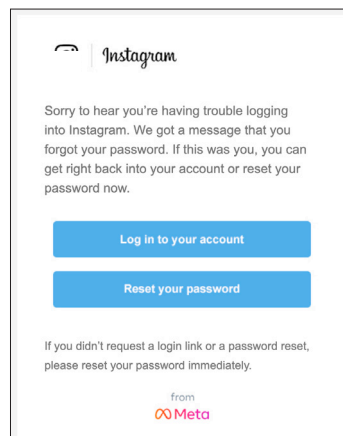 Instagram
Sorry to hear you’re having trouble logging
into Instagram. We got a message that you
forgot your password. If this was you, you can
get right back into your account or reset your
password now.
Log in to your account
Reset your password
If you didn’t request a login link or a password reset,
please reset your password immediately.
from
Meta